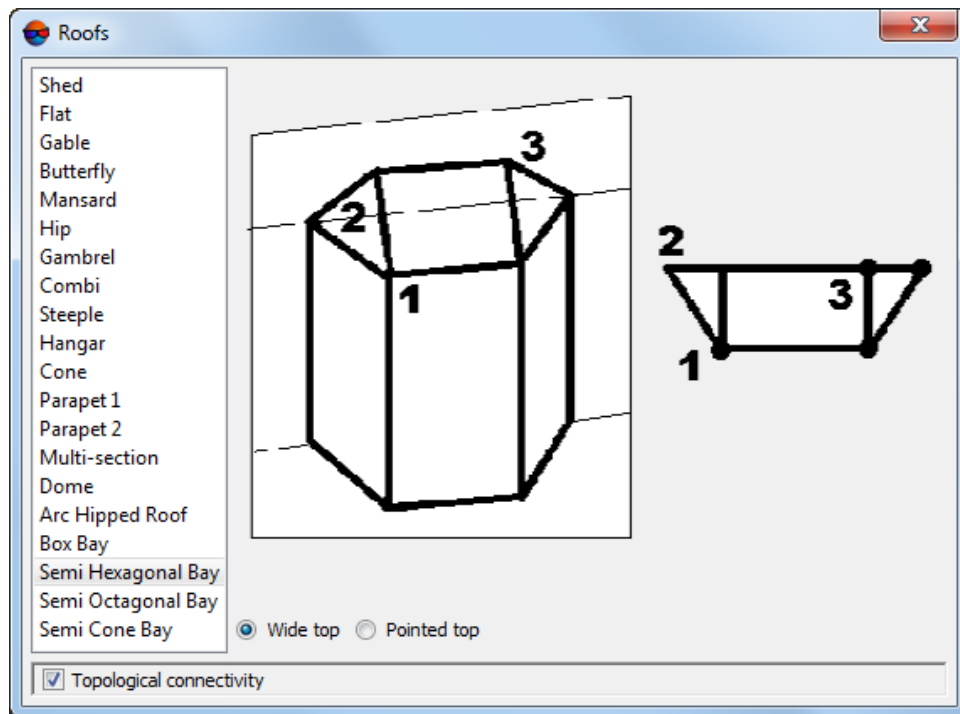 Roofs
Shed
Flat
Gable
Butterfly
Mansard
Hip
Gambrel
Combi
Steeple
Hangar
Cone
Parapet 1
Parapet 2
Multi-section
Dome
Arc Hipped Roof
Box Bay
Semi Hexagonal Bay
Semi Octagonal Bay
Semi Cone Bay
3
2
1
2
3
1
Wide top
Pointed top
Topological connectivity